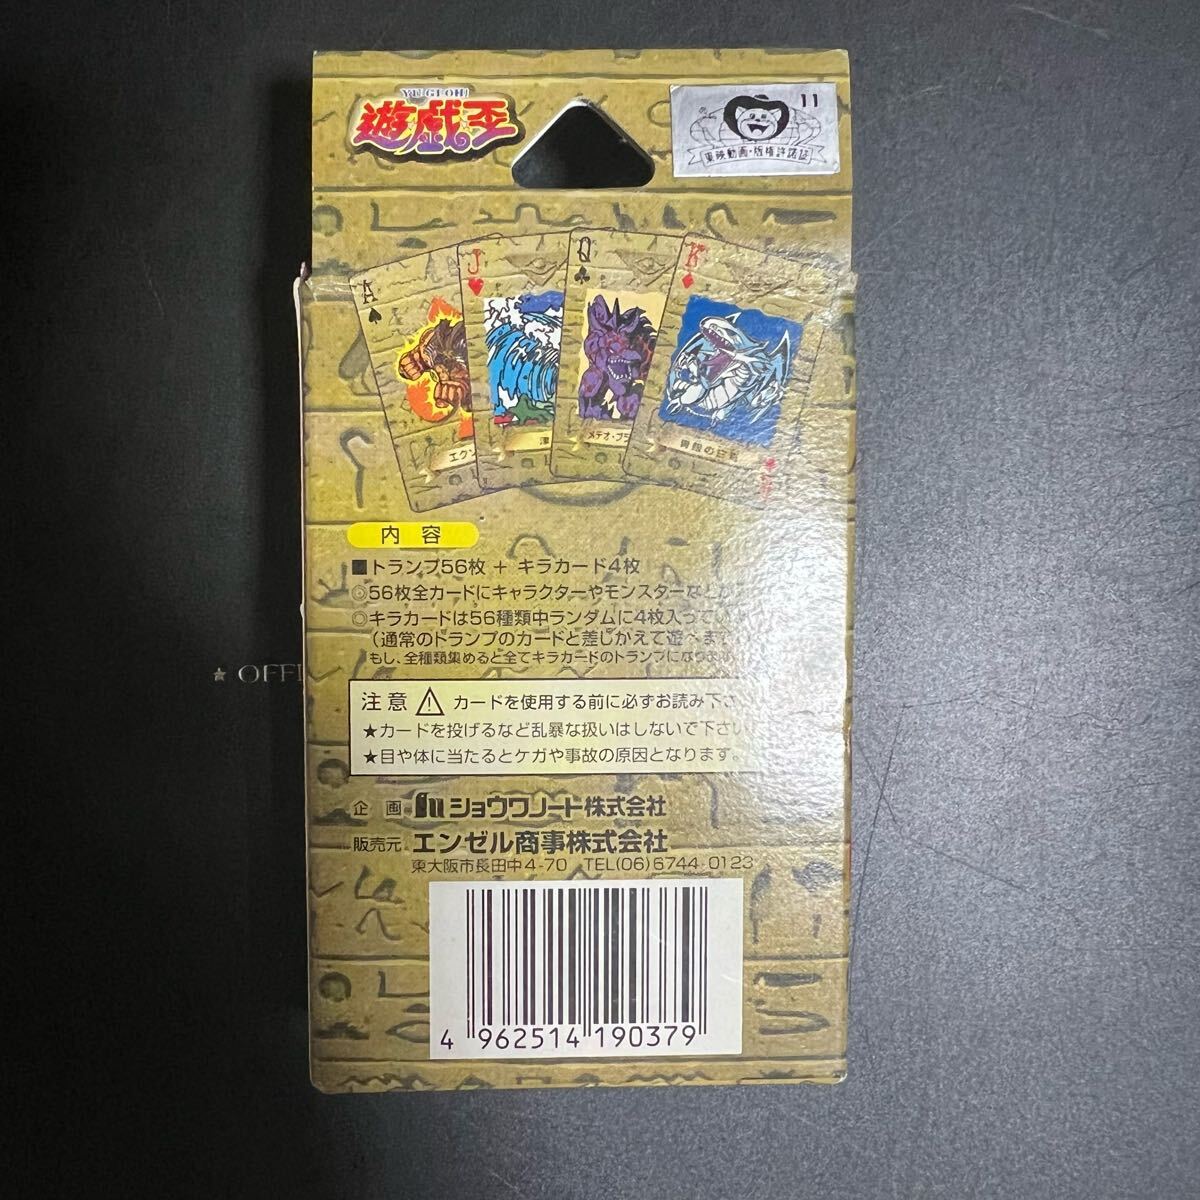 YU-GI-OH!
遊戯王
11
東映動画・版権許諾証
A
J
Q
K
エクゾ
メテオ・ブラ
青眼の白龍
内 容
■トランプ56枚 + キラカード4枚
◎56枚全カードにキャラクターやモンスターなど
◎キラカードは56種類中ランダムに4枚入って
(通常のトランプのカードと差しかえて遊べます
もし、全種類集めると全てキラカードのトランプになります
注意 ⚠ カードを使用する前に必ずお読み下さ
★カードを投げるなど乱暴な扱いはしないで下さい
★目や体に当たるとケガや事故の原因となります。
企 画 ショウワノート株式会社
販売元 エンゼル商事株式会社
東大阪市長田中4-70 TEL(06)6744-0123
4 962514 190379
★ OFFI